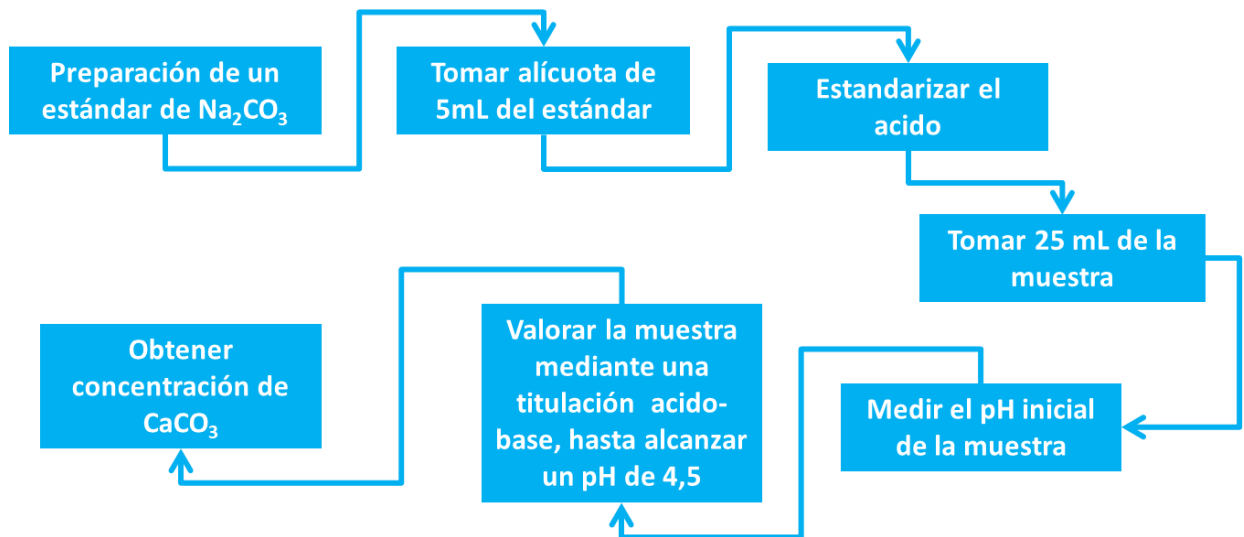 Preparación de un
estándar de Na₂CO₃
Tomar alícuota de
5mL del estándar
Estandarizar el
acido
Tomar 25 mL de la
muestra
Medir el pH inicial
de la muestra
Valorar la muestra
mediante una
titulación acido-
base, hasta alcanzar
un pH de 4,5
Obtener
concentración de
CaCO₃